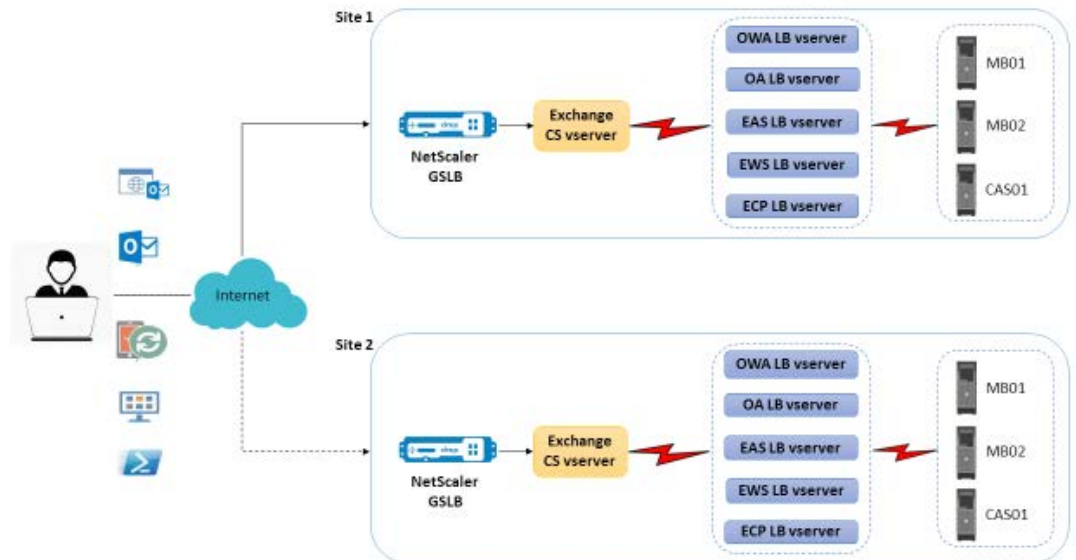 Site 1
OWA LB vserver
OA LB vserver
EAS LB vserver
EWS LB vserver
ECP LB vserver
NetScaler
GSLB
Exchange
CS vserver
MB01
MB02
CAS01
Internet
Site 2
OWA LB vserver
OA LB vserver
EAS LB vserver
EWS LB vserver
ECP LB vserver
NetScaler
GSLB
Exchange
CS vserver
MB01
MB02
CAS01